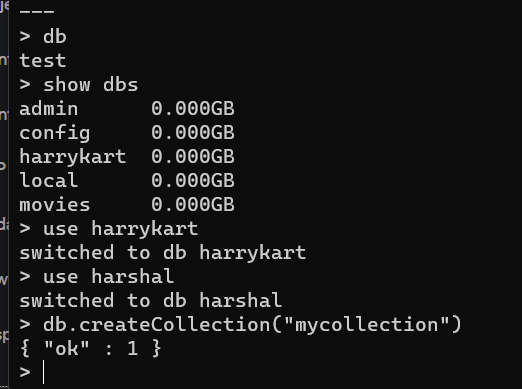 ---
> db
test
> show dbs
admin 0.000GB
config 0.000GB
harrykart 0.000GB
local 0.000GB
movies 0.000GB
> use harrykart
switched to db harrykart
> use harshal
switched to db harshal
> db.createCollection("mycollection")
{ "ok" : 1 }
>